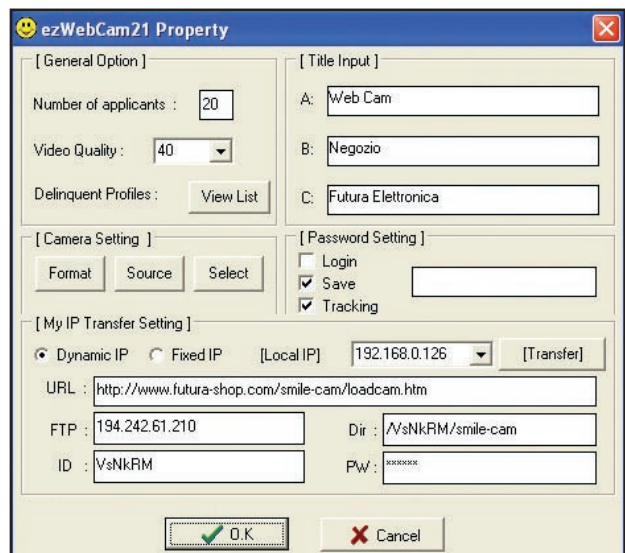 ezWebCam21 Property
[ General Option ]
Number of applicants : 20
Video Quality : 40
Delinquent Profiles : View List
[ Title Input ]
A: Web Cam
B: Negozio
C: Futura Elettronica
[ Camera Setting ]
Format Source Select
[ Password Setting ]
Login
Save
Tracking
[ My IP Transfer Setting ]
Dynamic IP Fixed IP [Local IP] 192.168.0.126 [Transfer]
URL : http://www.futura-shop.com/smile-cam/loadcam.htm
FTP : 194.242.61.210 Dir : /VsNkRM/smile-cam
ID : VsNkRM PW : ******
O.K Cancel